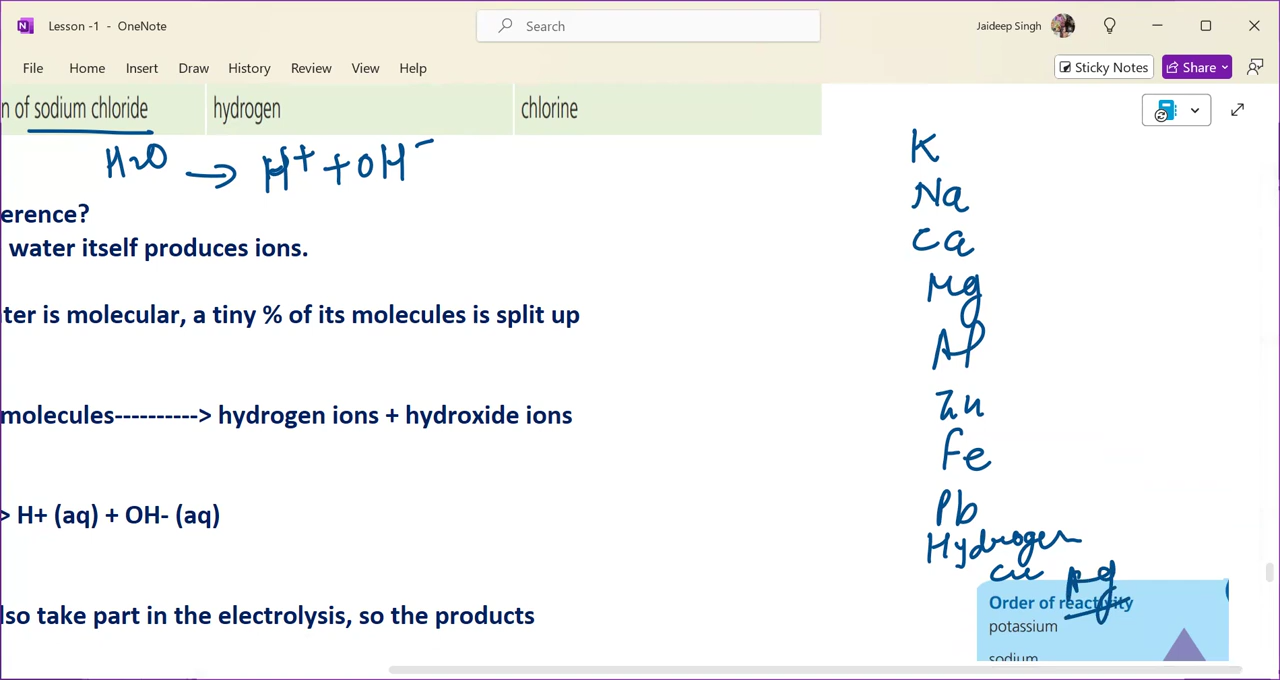 Lesson -1 - OneNote
Search
Jaideep Singh
File Home Insert Draw History Review View Help
Sticky Notes Share
n of sodium chloride hydrogen chlorine
H2O → H+ + OH-
K
Na
erence?
water itself produces ions.
Ca
Mg
ter is molecular, a tiny % of its molecules is split up
Al
Zn
molecules----------> hydrogen ions + hydroxide ions
Fe
Pb
> H+ (aq) + OH- (aq)
Hydrogen
Cu Ag
Order of reactivity
lso take part in the electrolysis, so the products
potassium
sodium